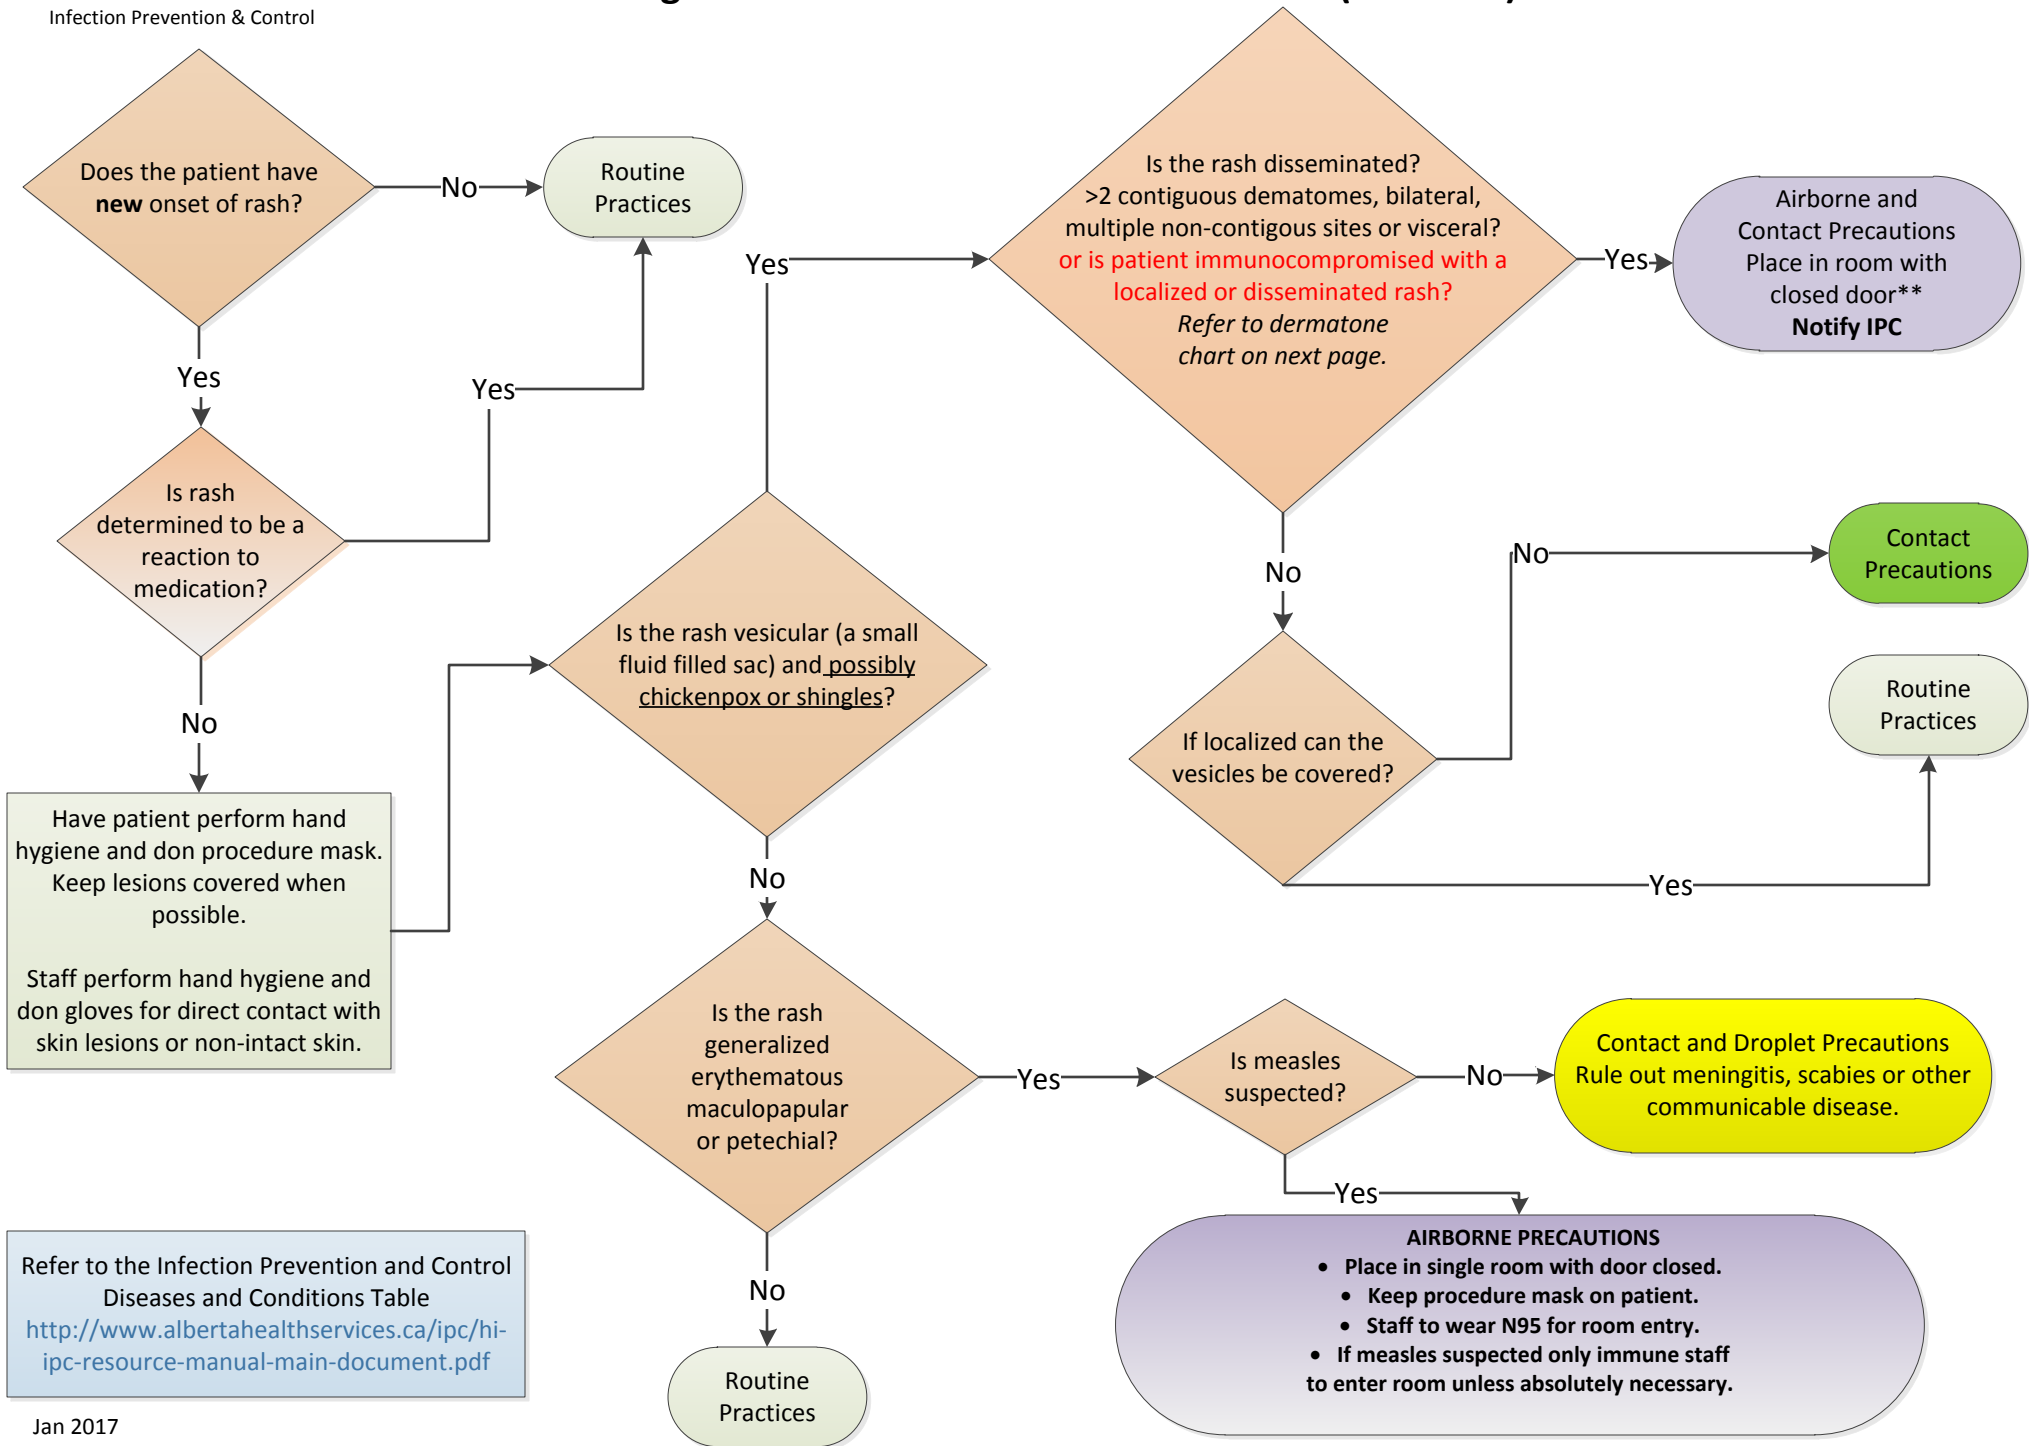 Infection Prevention & Control
Does the patient have
new onset of rash?
No
Routine
Practices
Yes
Is rash
determined to be a
reaction to
medication?
Yes
No
Have patient perform hand
hygiene and don procedure mask.
Keep lesions covered when
possible.
Staff perform hand hygiene and
don gloves for direct contact with
skin lesions or non-intact skin.
Is the rash vesicular (a small
fluid filled sac) and possibly
chickenpox or shingles?
Yes
Is the rash disseminated?
>2 contiguous dematomes, bilateral,
multiple non-contigous sites or visceral?
or is patient immunocompromised with a
localized or disseminated rash?
Refer to dermatone
chart on next page.
Yes
Airborne and
Contact Precautions
Place in room with
closed door**
Notify IPC
No
If localized can the
vesicles be covered?
No
Contact
Precautions
Yes
Routine
Practices
No
Is the rash
generalized
erythematous
maculopapular
or petechial?
Yes
Is measles
suspected?
No
Contact and Droplet Precautions
Rule out meningitis, scabies or other
communicable disease.
Yes
AIRBORNE PRECAUTIONS
• Place in single room with door closed.
• Keep procedure mask on patient.
• Staff to wear N95 for room entry.
• If measles suspected only immune staff
to enter room unless absolutely necessary.
No
Routine
Practices
Refer to the Infection Prevention and Control
Diseases and Conditions Table
http://www.albertahealthservices.ca/ipc/hi-
ipc-resource-manual-main-document.pdf
Jan 2017